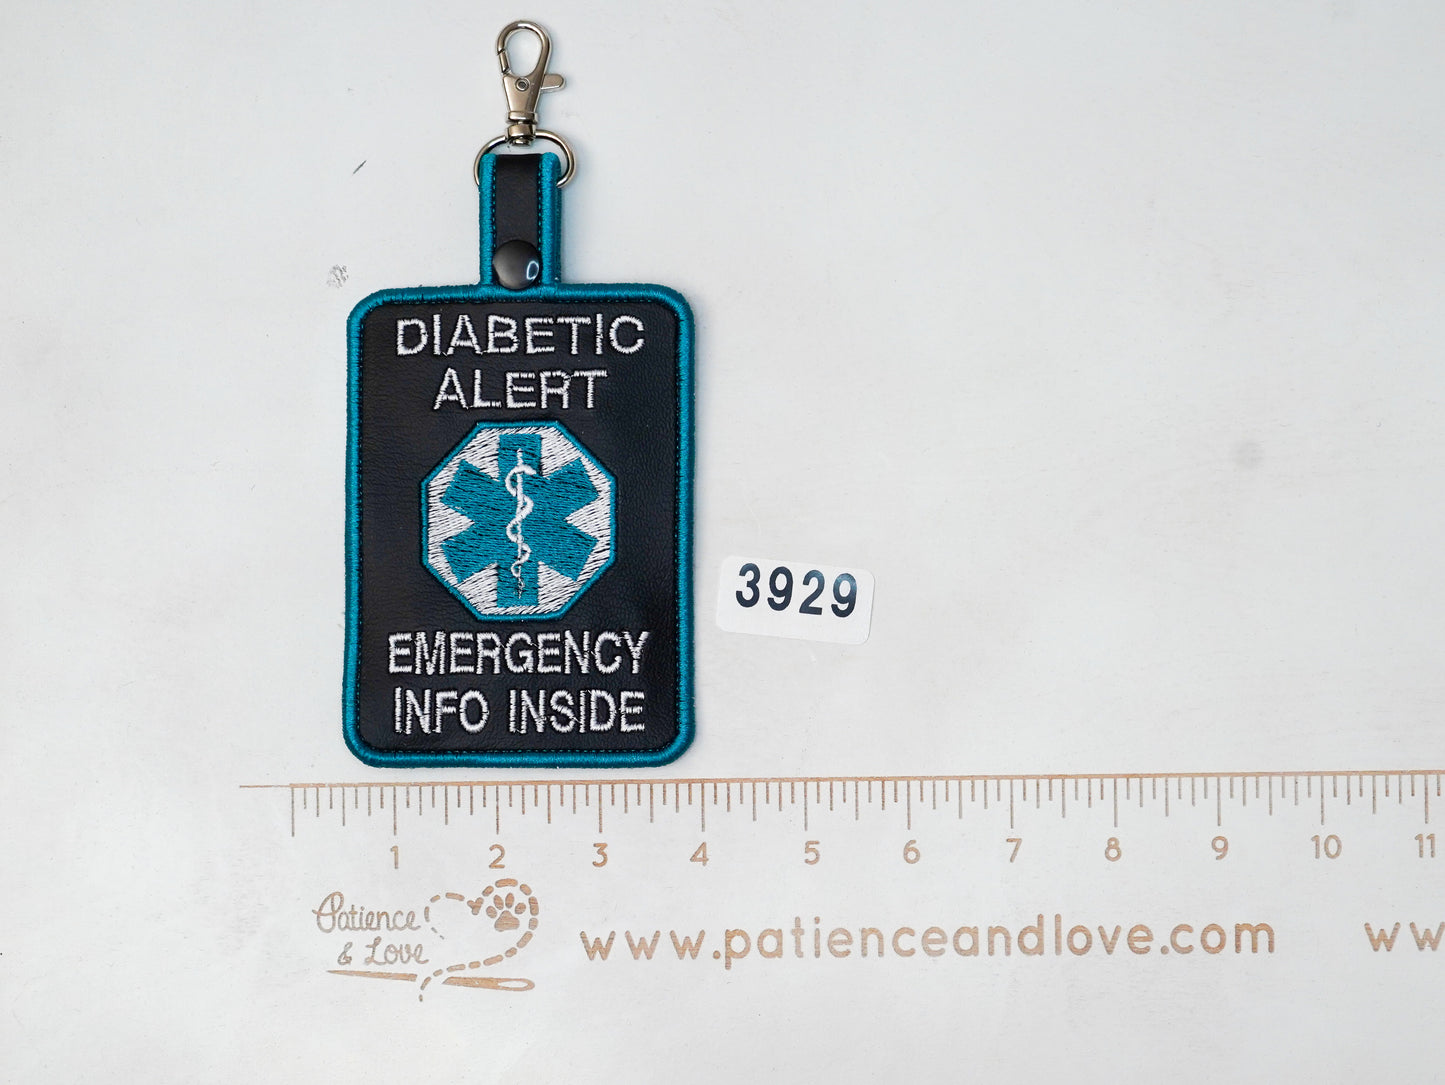 DIABETIC
ALERT
EMERGENCY
INFO INSIDE
3929
1 2 3 4 5 6 7 8 9 10 11
Patience
& Love
www.patienceandlove.com
ww